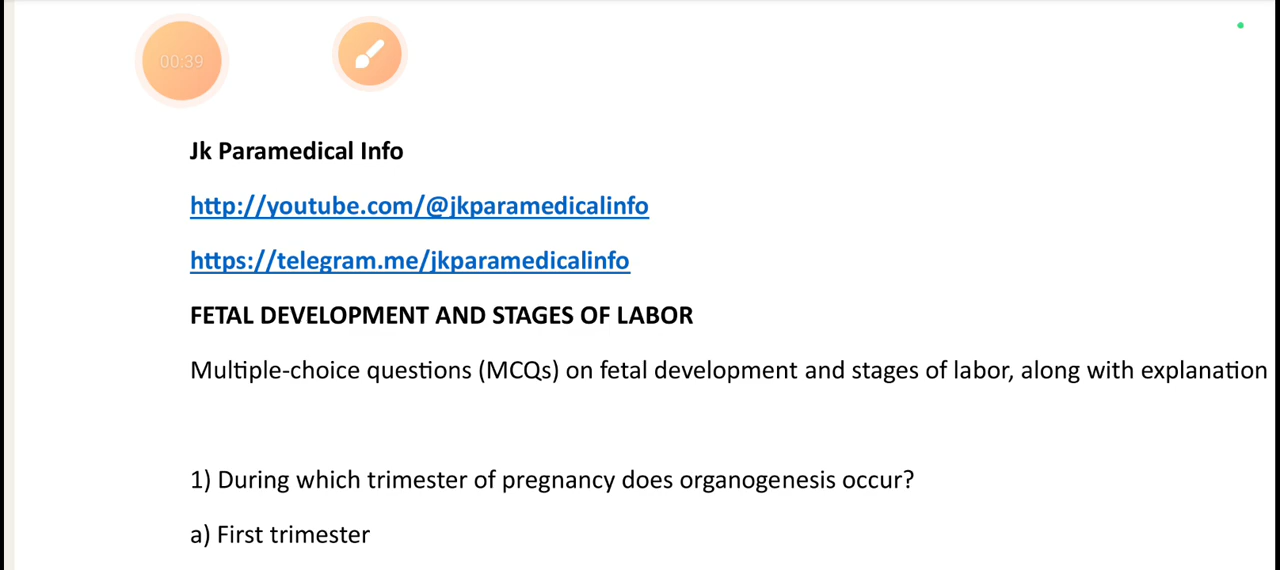 00:39
Jk Paramedical Info
http://youtube.com/@jkparamedicalinfo
https://telegram.me/jkparamedicalinfo
FETAL DEVELOPMENT AND STAGES OF LABOR
Multiple-choice questions (MCQs) on fetal development and stages of labor, along with explanation
1) During which trimester of pregnancy does organogenesis occur?
a) First trimester